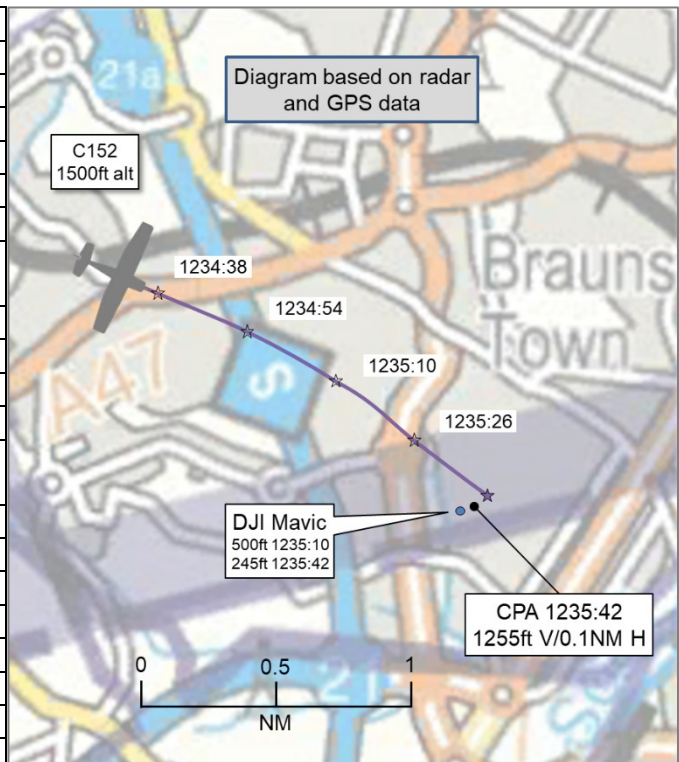 21a
Diagram based on radar
and GPS data
C152
1500ft alt
1234:38
Brauns
Town
1234:54
S
1235:10
A47
1235:26
DJI Mavic
500ft 1235:10
245ft 1235:42
CPA 1235:42
1255ft V/0.1NM H
0
0.5
1
NM
21